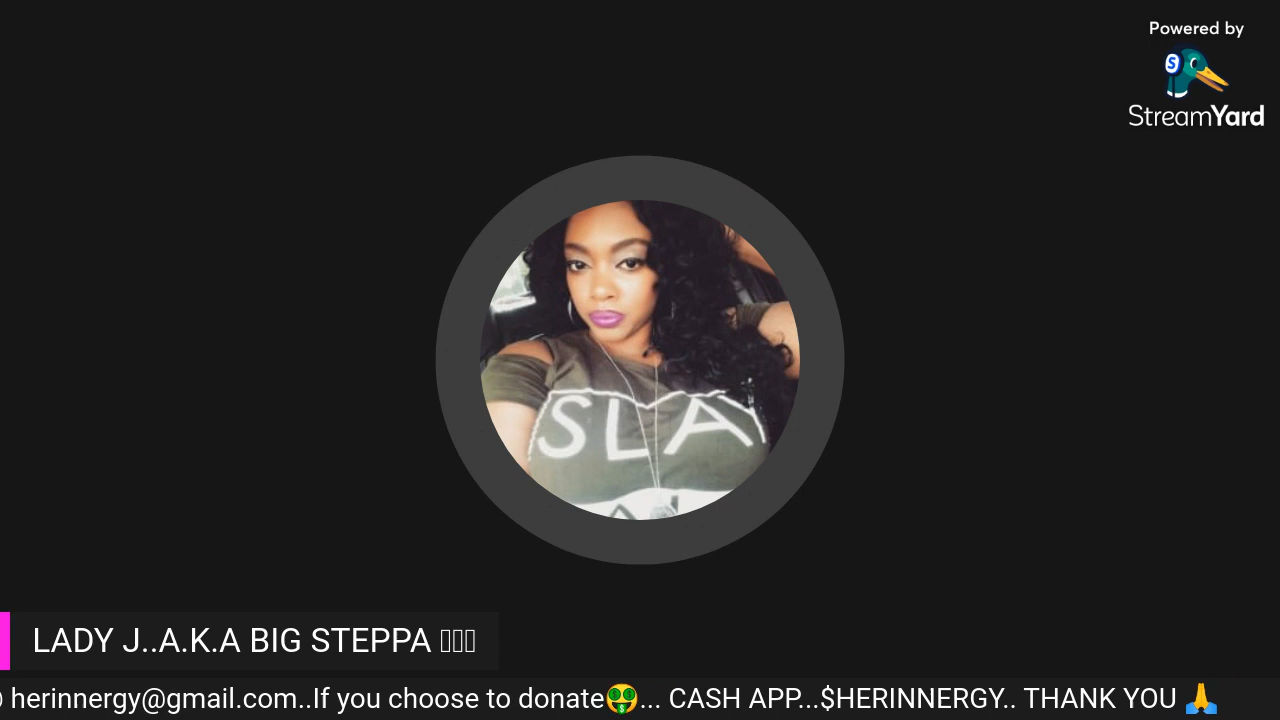 Powered by
S
StreamYard
SLAY
LADY J..A.K.A BIG STEPPA
herinnergy@gmail.com..If you choose to donate🤑... CASH APP...$HERINNERGY.. THANK YOU 🙏